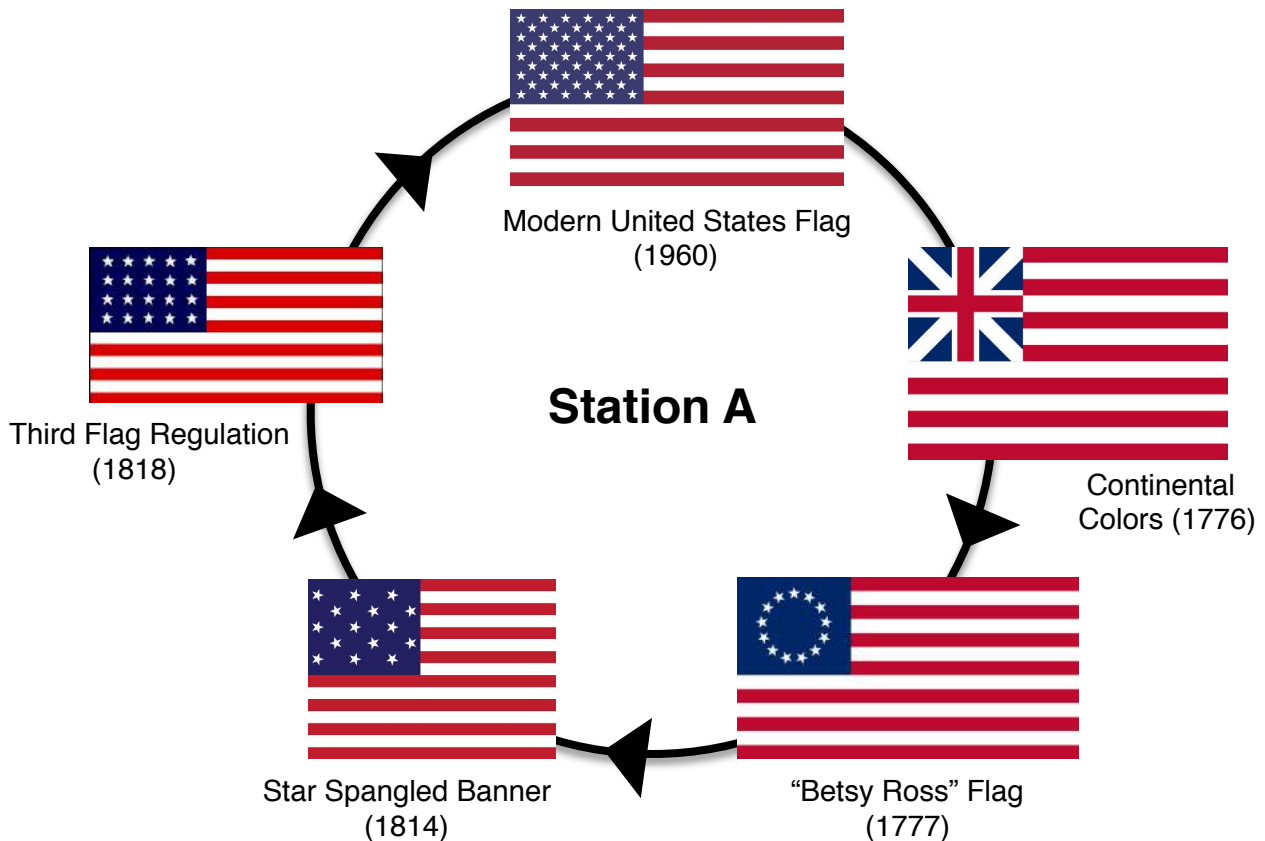 Modern United States Flag
(1960)
Station A
Third Flag Regulation
(1818)
Continental
Colors (1776)
Star Spangled Banner
(1814)
“Betsy Ross” Flag
(1777)